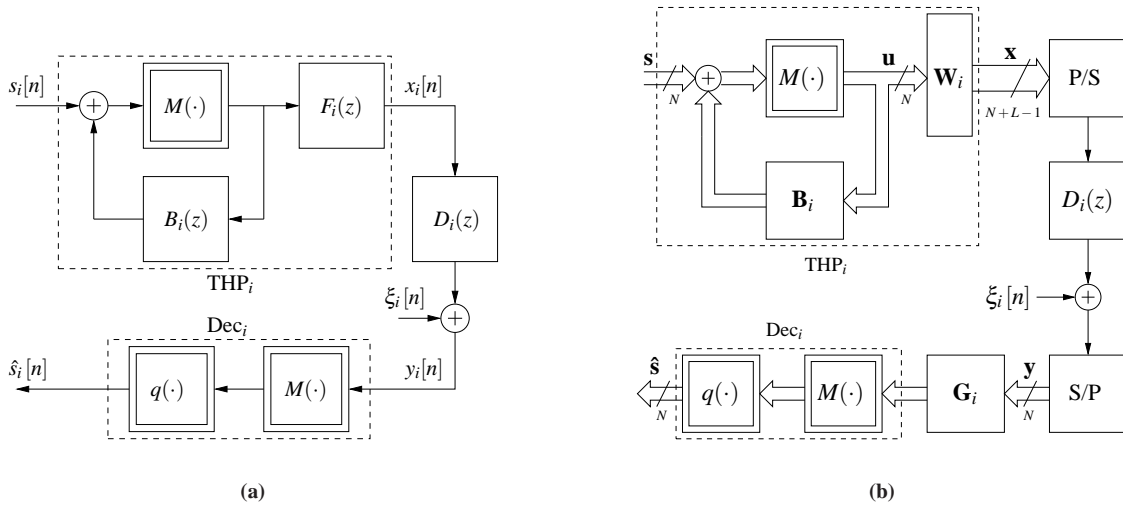 s_i[n]
+
M(·)
F_i(z)
x_i[n]
B_i(z)
D_i(z)
THP_i
ξ_i[n]
+
Dec_i
ŝ_i[n]
q(·)
M(·)
y_i[n]
(a)
s
N
+
M(·)
u
N
W_i
x
N+L−1
P/S
B_i
D_i(z)
THP_i
ξ_i[n]
+
Dec_i
ŝ
N
q(·)
M(·)
G_i
y
N
S/P
(b)